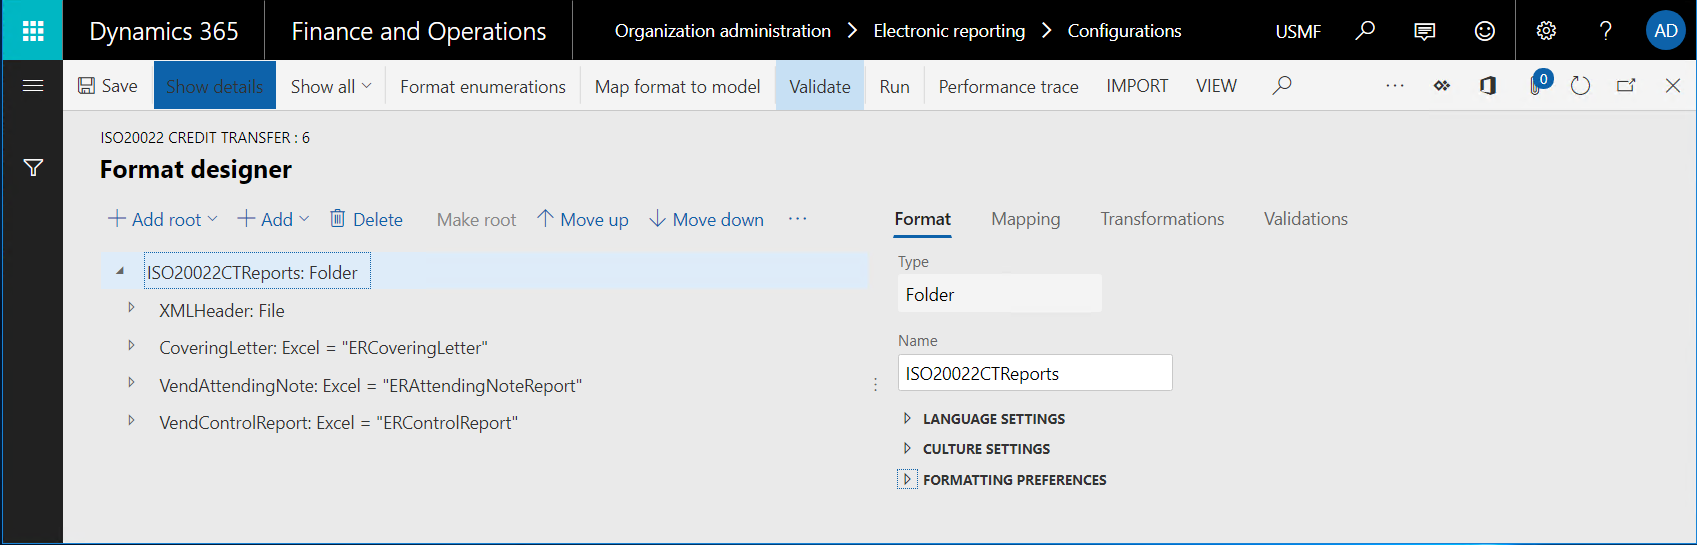 Dynamics 365 Finance and Operations Organization administration Electronic reporting Configurations USMF ? AD
Save Show details Show all Format enumerations Map format to model Validate Run Performance trace IMPORT VIEW ... 0
ISO20022 CREDIT TRANSFER : 6
Format designer
Add root Add Delete Make root Move up Move down ...
Format Mapping Transformations Validations
ISO20022CTReports: Folder
XMLHeader: File
CoveringLetter: Excel = "ERCoveringLetter"
VendAttendingNote: Excel = "ERAttendingNoteReport"
VendControlReport: Excel = "ERControlReport"
Type
Folder
Name
ISO20022CTReports
LANGUAGE SETTINGS
CULTURE SETTINGS
FORMATTING PREFERENCES